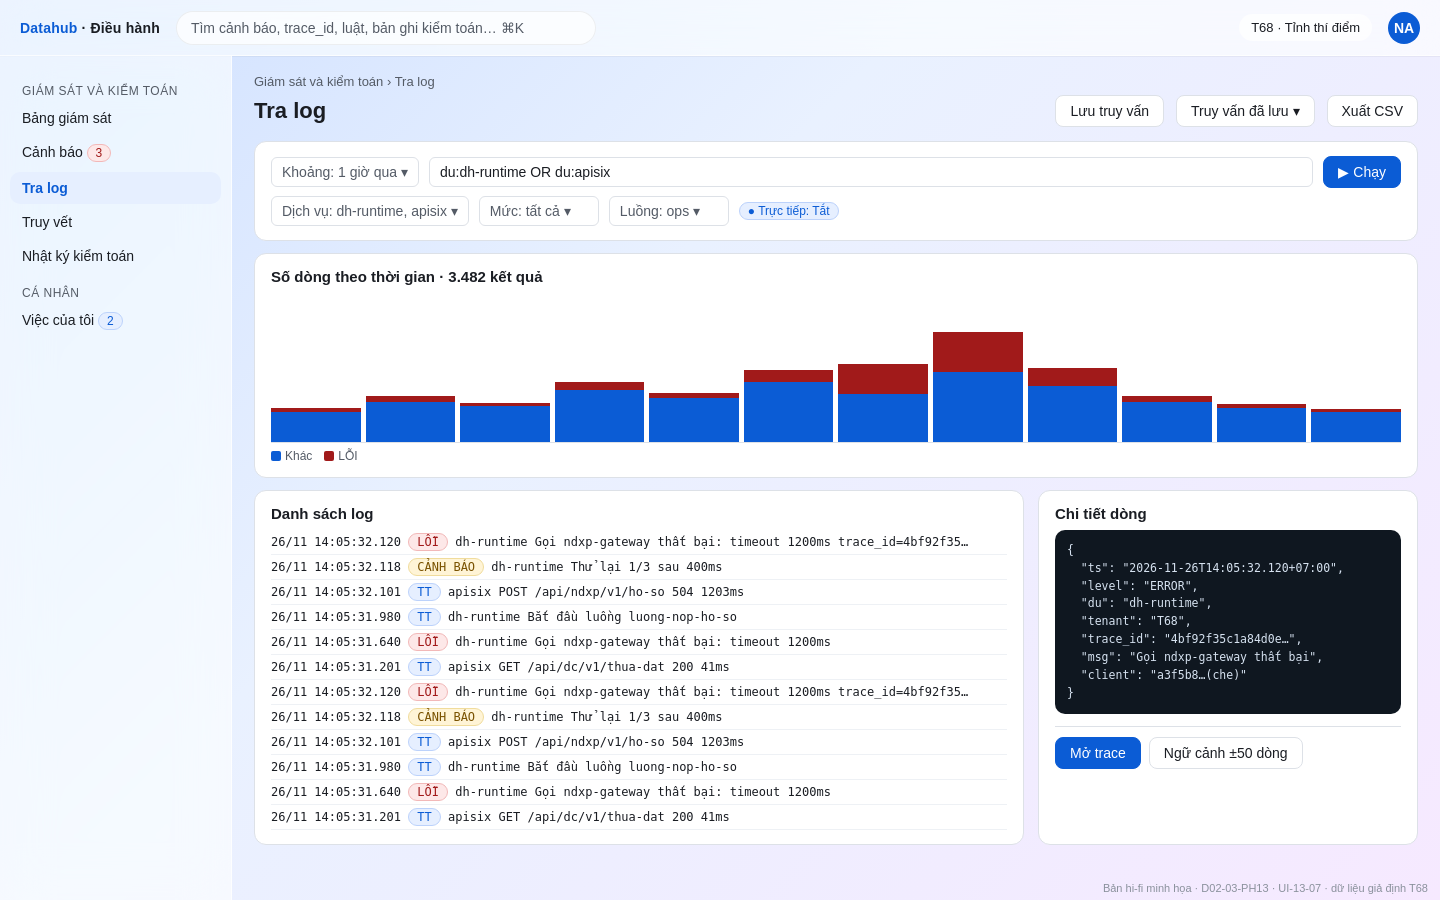 Datahub · Điều hành
Tìm cảnh báo, trace_id, luật, bản ghi kiểm toán… ⌘K
T68 · Tỉnh thí điểm
NA
GIÁM SÁT VÀ KIỂM TOÁN
Bảng giám sát
Cảnh báo 3
Tra log
Truy vết
Nhật ký kiểm toán
CÁ NHÂN
Việc của tôi 2
Giám sát và kiểm toán › Tra log
Tra log
Lưu truy vấn
Truy vấn đã lưu ▾
Xuất CSV
Khoảng: 1 giờ qua ▾
du:dh-runtime OR du:apisix
▶ Chạy
Dịch vụ: dh-runtime, apisix ▾
Mức: tất cả ▾
Luồng: ops ▾
● Trực tiếp: Tắt
Số dòng theo thời gian · 3.482 kết quả
Khác
LỖI
Danh sách log
26/11 14:05:32.120 LỖI dh-runtime Gọi ndxp-gateway thất bại: timeout 1200ms trace_id=4bf92f35…
26/11 14:05:32.118 CẢNH BÁO dh-runtime Thử lại 1/3 sau 400ms
26/11 14:05:32.101 TT apisix POST /api/ndxp/v1/ho-so 504 1203ms
26/11 14:05:31.980 TT dh-runtime Bắt đầu luồng luong-nop-ho-so
26/11 14:05:31.640 LỖI dh-runtime Gọi ndxp-gateway thất bại: timeout 1200ms
26/11 14:05:31.201 TT apisix GET /api/dc/v1/thua-dat 200 41ms
26/11 14:05:32.120 LỖI dh-runtime Gọi ndxp-gateway thất bại: timeout 1200ms trace_id=4bf92f35…
26/11 14:05:32.118 CẢNH BÁO dh-runtime Thử lại 1/3 sau 400ms
26/11 14:05:32.101 TT apisix POST /api/ndxp/v1/ho-so 504 1203ms
26/11 14:05:31.980 TT dh-runtime Bắt đầu luồng luong-nop-ho-so
26/11 14:05:31.640 LỖI dh-runtime Gọi ndxp-gateway thất bại: timeout 1200ms
26/11 14:05:31.201 TT apisix GET /api/dc/v1/thua-dat 200 41ms
Chi tiết dòng
{
"ts": "2026-11-26T14:05:32.120+07:00",
"level": "ERROR",
"du": "dh-runtime",
"tenant": "T68",
"trace_id": "4bf92f35c1a84d0e…",
"msg": "Gọi ndxp-gateway thất bại",
"client": "a3f5b8…(che)"
}
Mở trace
Ngữ cảnh ±50 dòng
Bản hi-fi minh họa · D02-03-PH13 · UI-13-07 · dữ liệu giả định T68